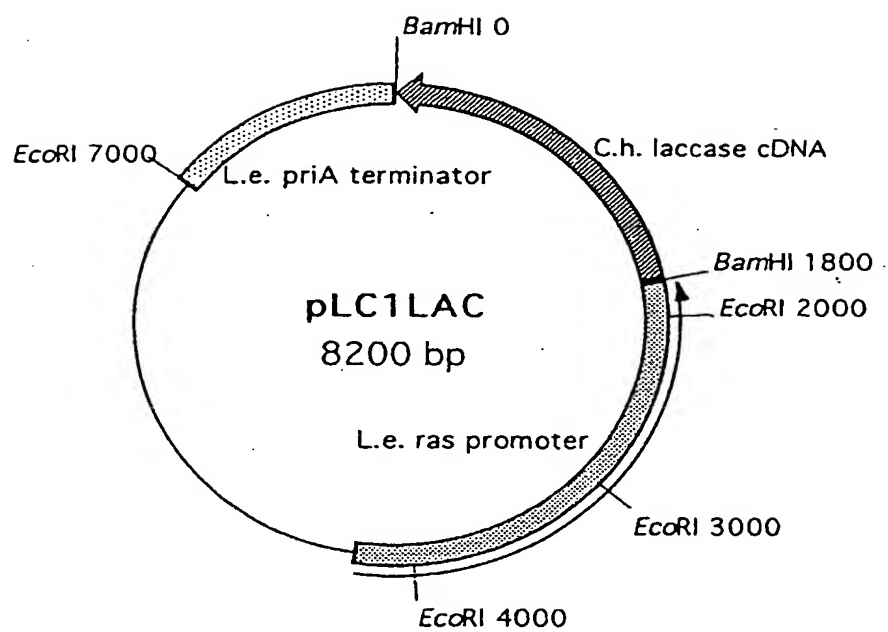 BamHI 0
C.h. laccase cDNA
EcoRI 7000
L.e. priA terminator
BamHI 1800
EcoRI 2000
pLC1LAC
8200 bp
L.e. ras promoter
EcoRI 3000
EcoRI 4000